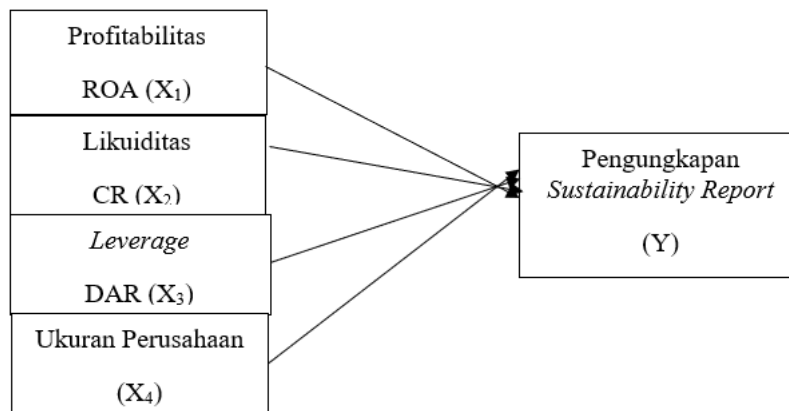 Profitabilitas
ROA (X₁)
Likuiditas
CR (X₂)
Leverage
DAR (X₃)
Ukuran Perusahaan
(X₄)
Pengungkapan
Sustainability Report
(Y)